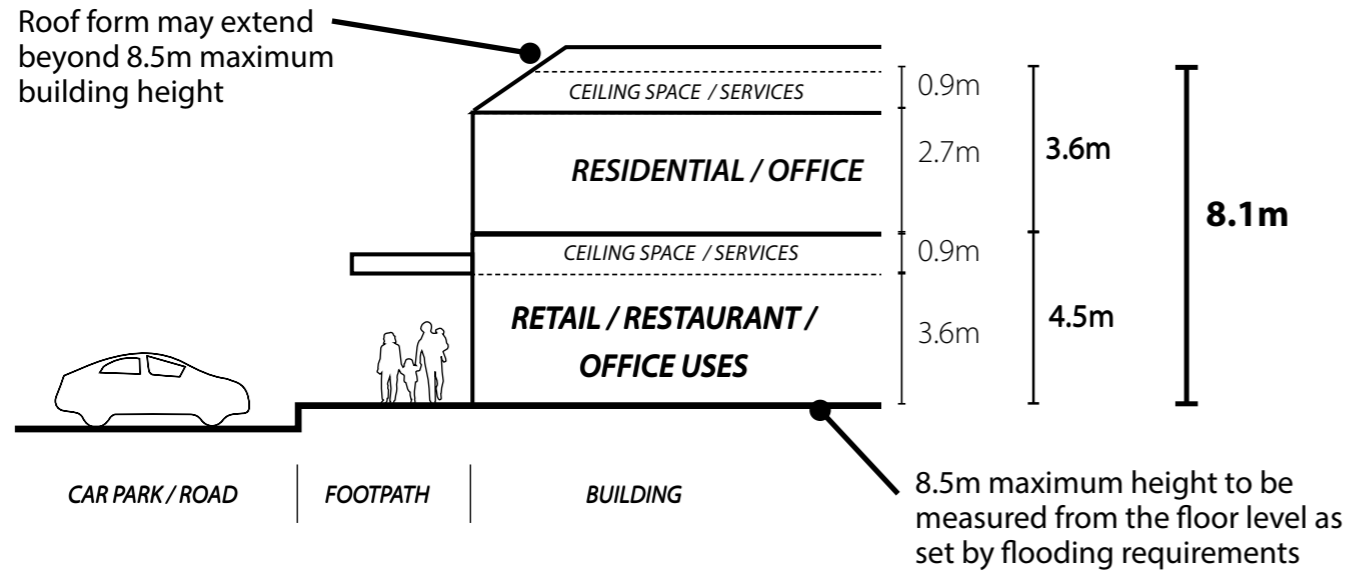 Roof form may extend
beyond 8.5m maximum
building height
CEILING SPACE / SERVICES
0.9m
RESIDENTIAL / OFFICE
2.7m
3.6m
8.1m
CEILING SPACE / SERVICES
0.9m
RETAIL / RESTAURANT /
OFFICE USES
3.6m
4.5m
CAR PARK / ROAD
FOOTPATH
BUILDING
8.5m maximum height to be
measured from the floor level as
set by flooding requirements